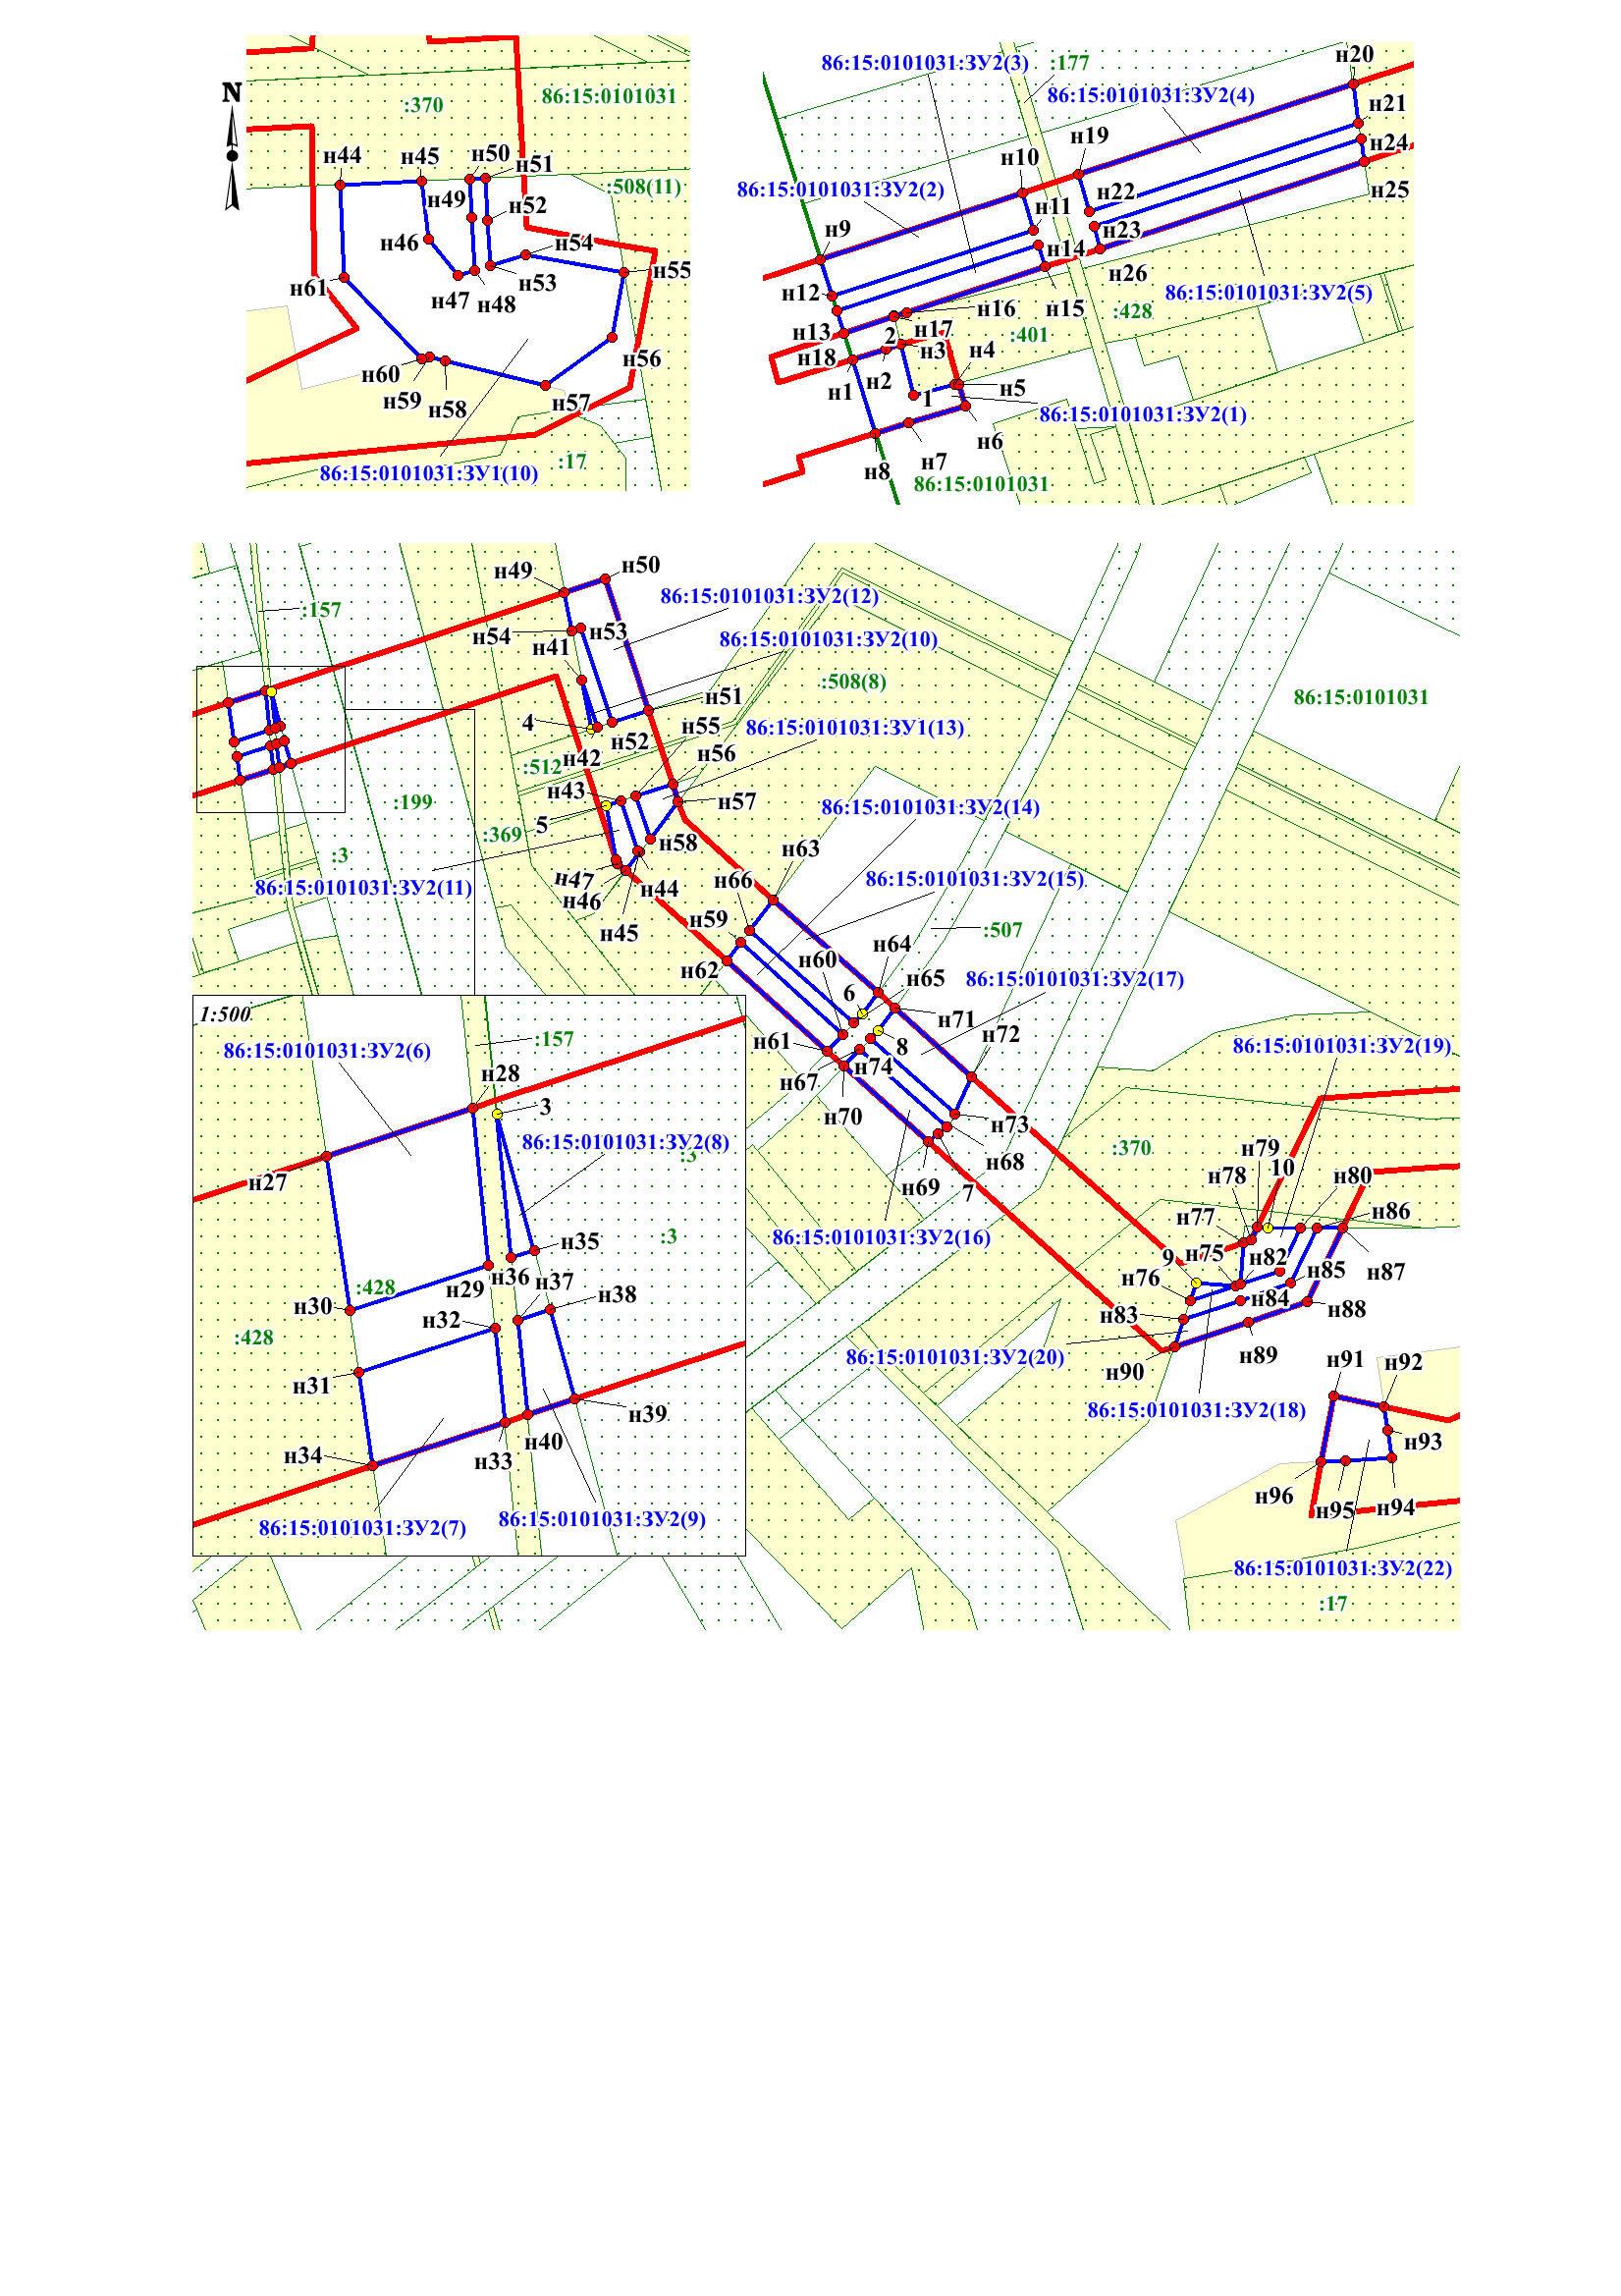 N
:370
86:15:0101031
н44
н45
н50
н51
:508(11)
н49
н52
н46
н54
н53
н55
н47
н48
н61
н56
н60
н59
н58
н57
:17
86:15:0101031:ЗУ1(10)
86:15:0101031:ЗУ2(3)
:177
н20
86:15:0101031:ЗУ2(4)
н21
н19
н24
н10
86:15:0101031:ЗУ2(2)
н25
н11
н22
н9
н23
н14
н26
н12
86:15:0101031:ЗУ2(5)
н16
н15
:428
н13
н17
:401
2
н18
н3
н4
н1
н2
1
н5
86:15:0101031:ЗУ2(1)
н6
н7
н8
86:15:0101031
н49
н50
86:15:0101031:ЗУ2(12)
:157
н54
н53
86:15:0101031:ЗУ2(10)
н41
:508(8)
86:15:0101031
н51
4
н55
86:15:0101031:ЗУ1(13)
н42
н52
н56
:512
н43
н57
:199
86:15:0101031:ЗУ2(14)
5
:369
н58
н63
:3
86:15:0101031:ЗУ2(11)
н47
н44
н66
86:15:0101031:ЗУ2(15)
н46
н59
н45
:507
н64
н60
н65
н62
86:15:0101031:ЗУ2(17)
6
1:500
н71
н72
86:15:0101031:ЗУ2(6)
:157
н61
8
86:15:0101031:ЗУ2(19)
н28
н74
н67
3
н70
н73
86:15:0101031:ЗУ2(8)
:3
н68
:370
н79
10
н27
н69
7
н78
н80
н86
н77
:3
86:15:0101031:ЗУ2(16)
н35
9
н75
н82
н36
н37
н85
н87
н29
н76
:428
н38
н84
н30
н88
н32
н83
:428
86:15:0101031:ЗУ2(20)
н89
н90
н91
н92
н31
86:15:0101031:ЗУ2(18)
н39
н40
н93
н34
н33
н96
н95
н94
86:15:0101031:ЗУ2(7)
86:15:0101031:ЗУ2(9)
86:15:0101031:ЗУ2(22)
:17